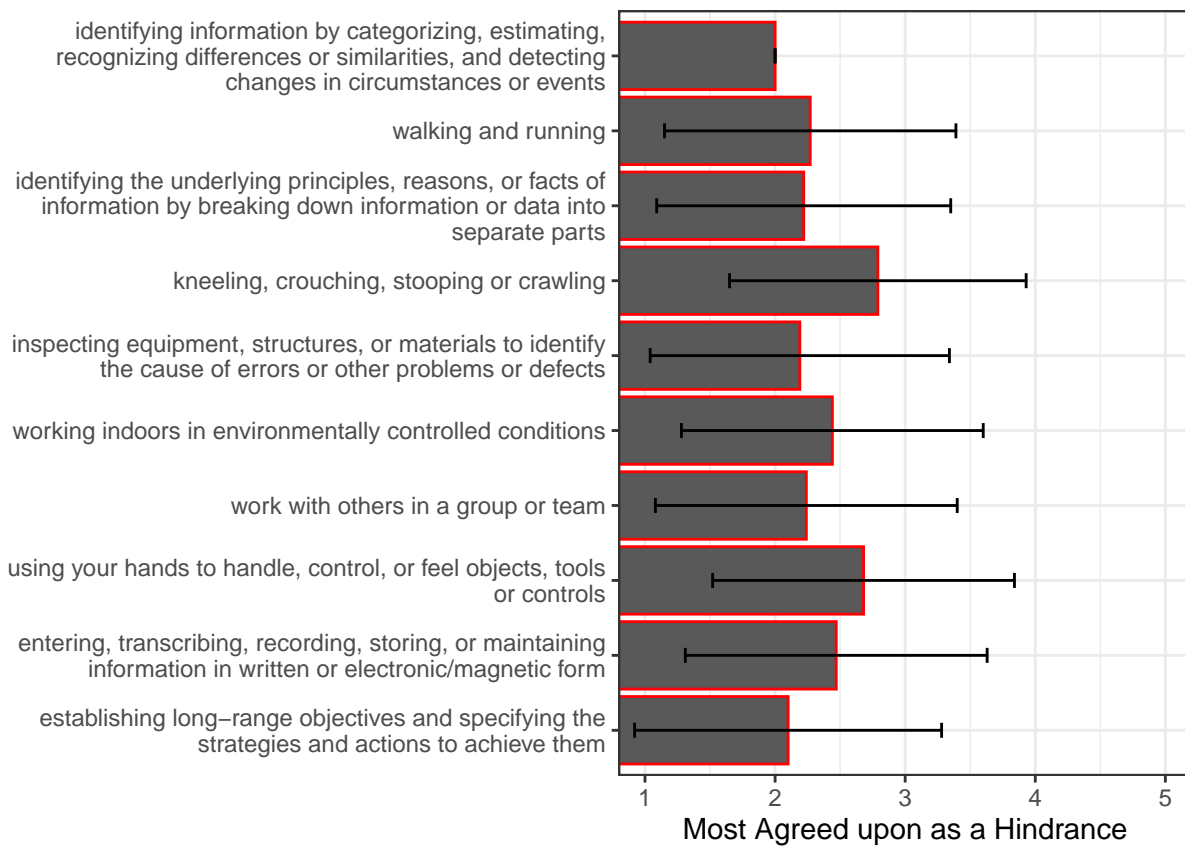 identifying information by categorizing, estimating,
recognizing differences or similarities, and detecting
changes in circumstances or events
walking and running
identifying the underlying principles, reasons, or facts of
information by breaking down information or data into
separate parts
kneeling, crouching, stooping or crawling
inspecting equipment, structures, or materials to identify
the cause of errors or other problems or defects
working indoors in environmentally controlled conditions
work with others in a group or team
using your hands to handle, control, or feel objects, tools
or controls
entering, transcribing, recording, storing, or maintaining
information in written or electronic/magnetic form
establishing long−range objectives and specifying the
strategies and actions to achieve them
1 2 3 4 5
Most Agreed upon as a Hindrance